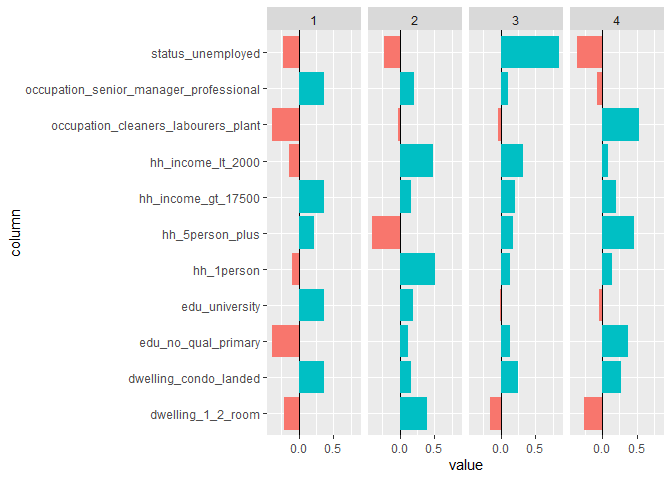 1 2 3 4
status_unemployed
occupation_senior_manager_professional
occupation_cleaners_labourers_plant
hh_income_lt_2000
hh_income_gt_17500
hh_5person_plus
hh_1person
edu_university
edu_no_qual_primary
dwelling_condo_landed
dwelling_1_2_room
column
0.0 0.5 0.0 0.5 0.0 0.5 0.0 0.5
value